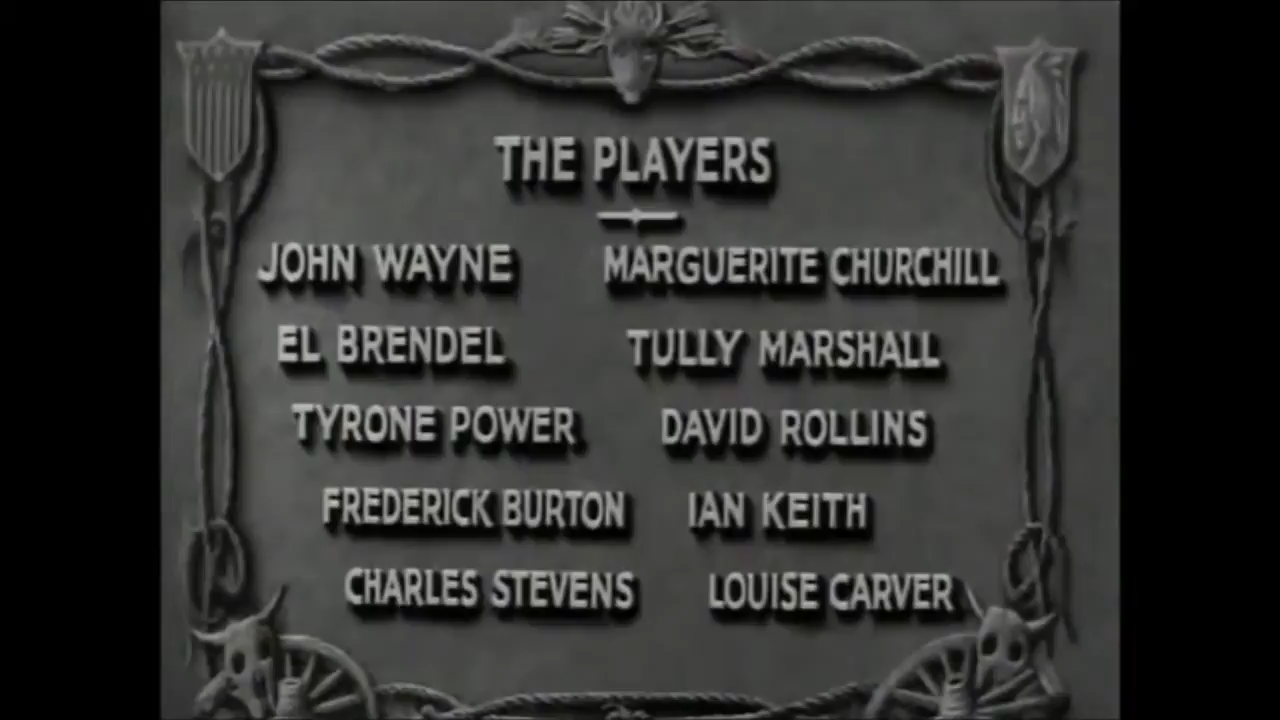 THE PLAYERS
JOHN WAYNE MARGUERITE CHURCHILL
EL BRENDEL TULLY MARSHALL
TYRONE POWER DAVID ROLLINS
FREDERICK BURTON IAN KEITH
CHARLES STEVENS LOUISE CARVER